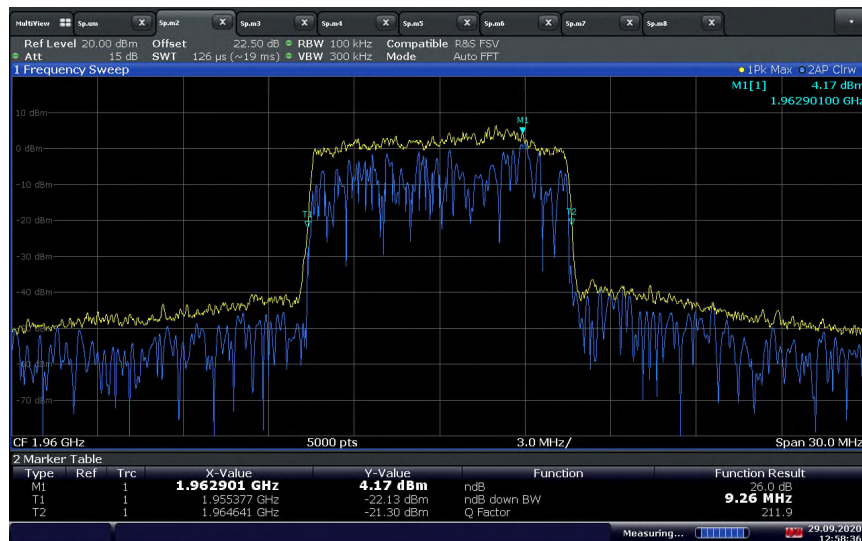 MultiView Sp.um X Sp.m2 X Sp.m3 X Sp.m4 X Sp.m5 X Sp.m6 X Sp.m7 X Sp.m8 X
Ref Level 20.00 dBm Offset 22.50 dB RBW 100 kHz Compatible R&S FSV
Att 15 dB SWT 126 µs (~19 ms) VBW 300 kHz Mode Auto FFT
1 Frequency Sweep 1Pk Max 2AP Clrw
M1[1] 4.17 dBm
1.96290100 GHz
10 dBm
M1
0 dBm
-10 dBm
T1 T2
-20 dBm
-30 dBm
-40 dBm
-70 dBm
CF 1.96 GHz 5000 pts 3.0 MHz/ Span 30.0 MHz
2 Marker Table
Type Ref Trc X-Value Y-Value Function Function Result
M1 1 1.962901 GHz 4.17 dBm ndB 26.0 dB
T1 1 1.955377 GHz -22.13 dBm ndB down BW 9.26 MHz
T2 1 1.964641 GHz -21.30 dBm Q Factor 211.9
Measuring... 29.09.2020
12:58:36